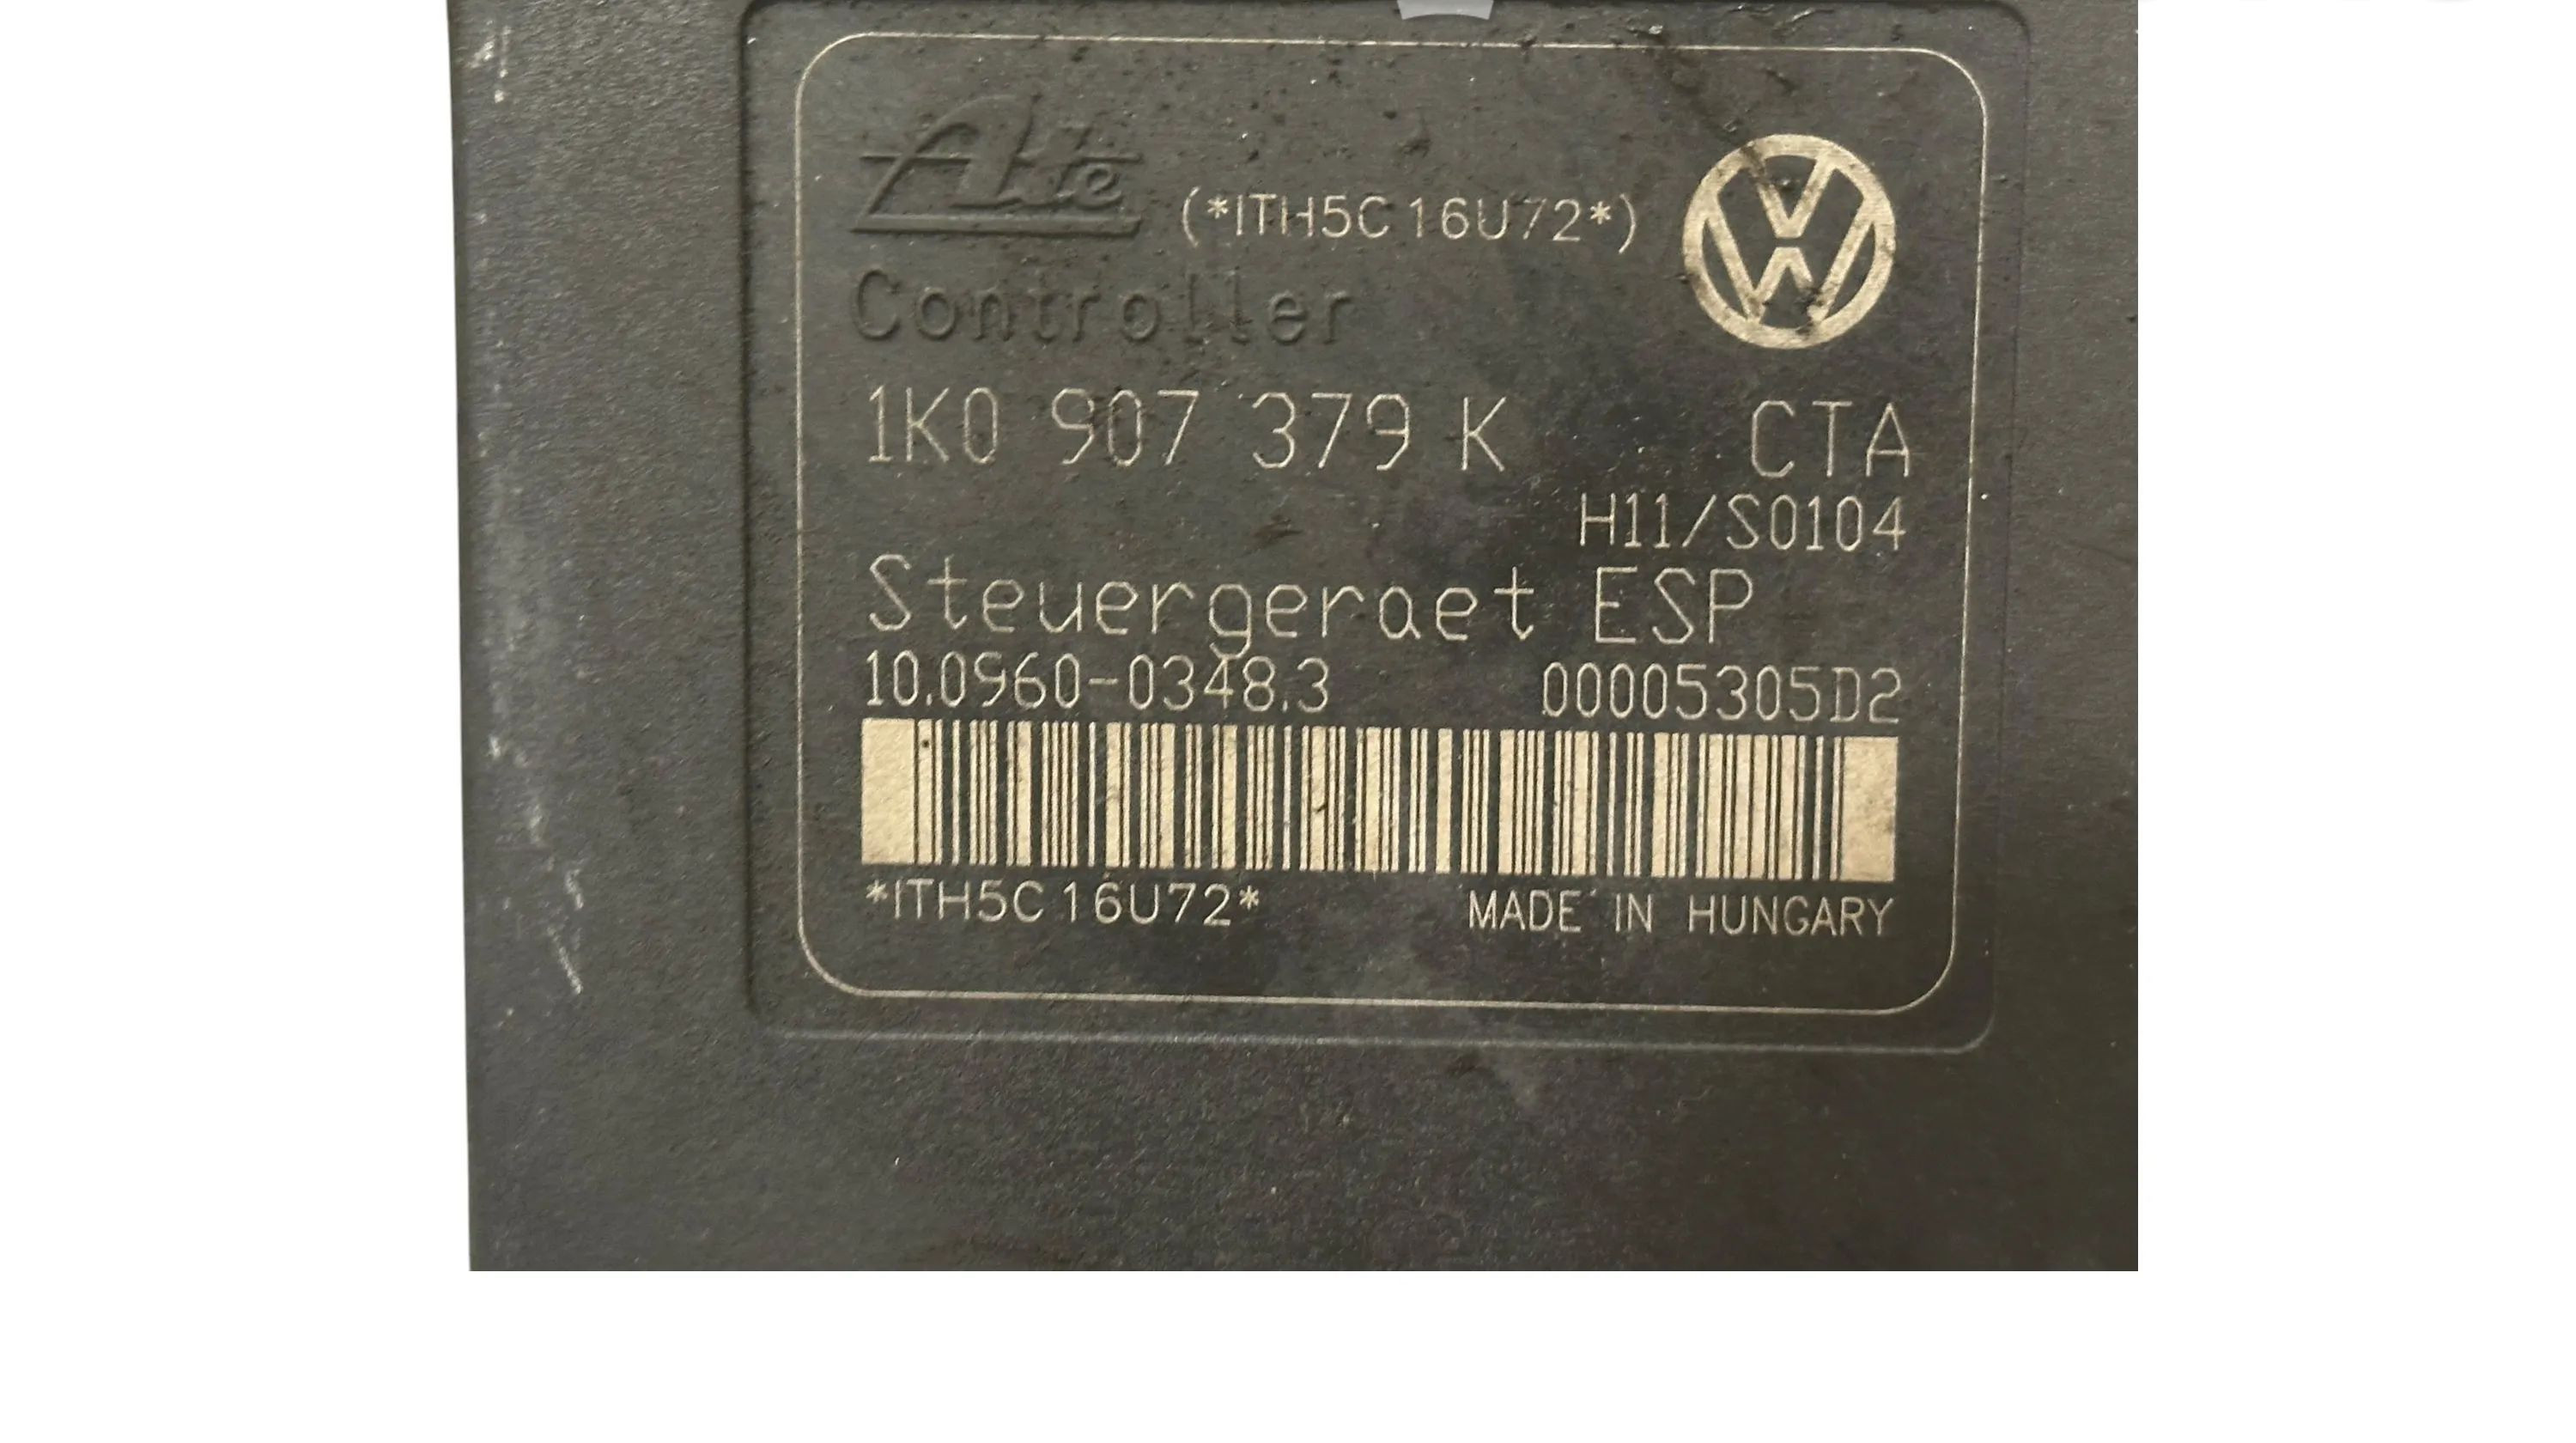 Ate
(*ITH5C16U72*)
Controller
1K0 907 379 K CTA
H11/S0104
Steuergeraet ESP
10.0960-0348.3 00005305D2
*ITH5C16U72* MADE IN HUNGARY